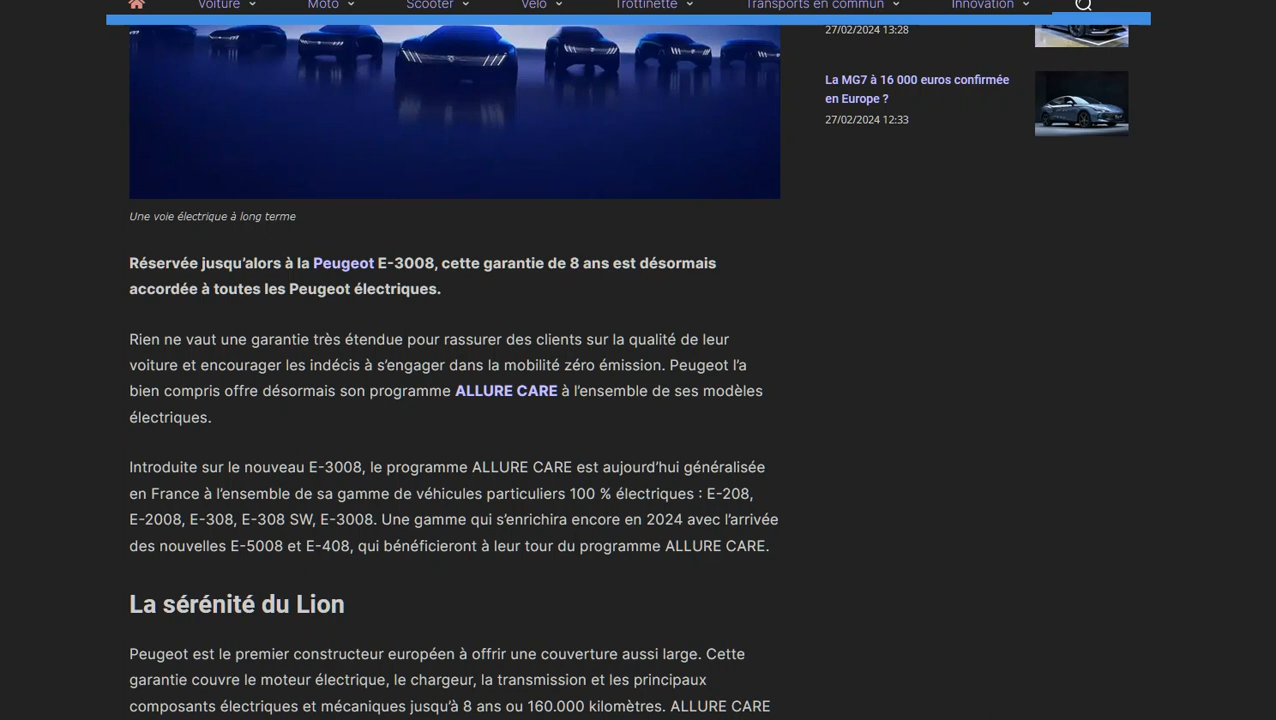 Voiture
Moto
Scooter
Vélo
Trottinette
Transports en commun
Innovation
27/02/2024 13:28
La MG7 à 16 000 euros confirmée
en Europe ?
27/02/2024 12:33
Une voie électrique à long terme
Réservée jusqu’alors à la Peugeot E-3008, cette garantie de 8 ans est désormais
accordée à toutes les Peugeot électriques.
Rien ne vaut une garantie très étendue pour rassurer des clients sur la qualité de leur
voiture et encourager les indécis à s’engager dans la mobilité zéro émission. Peugeot l’a
bien compris offre désormais son programme ALLURE CARE à l’ensemble de ses modèles
électriques.
Introduite sur le nouveau E-3008, le programme ALLURE CARE est aujourd’hui généralisée
en France à l’ensemble de sa gamme de véhicules particuliers 100 % électriques : E-208,
E-2008, E-308, E-308 SW, E-3008. Une gamme qui s’enrichira encore en 2024 avec l’arrivée
des nouvelles E-5008 et E-408, qui bénéficieront à leur tour du programme ALLURE CARE.
La sérénité du Lion
Peugeot est le premier constructeur européen à offrir une couverture aussi large. Cette
garantie couvre le moteur électrique, le chargeur, la transmission et les principaux
composants électriques et mécaniques jusqu’à 8 ans ou 160.000 kilomètres. ALLURE CARE